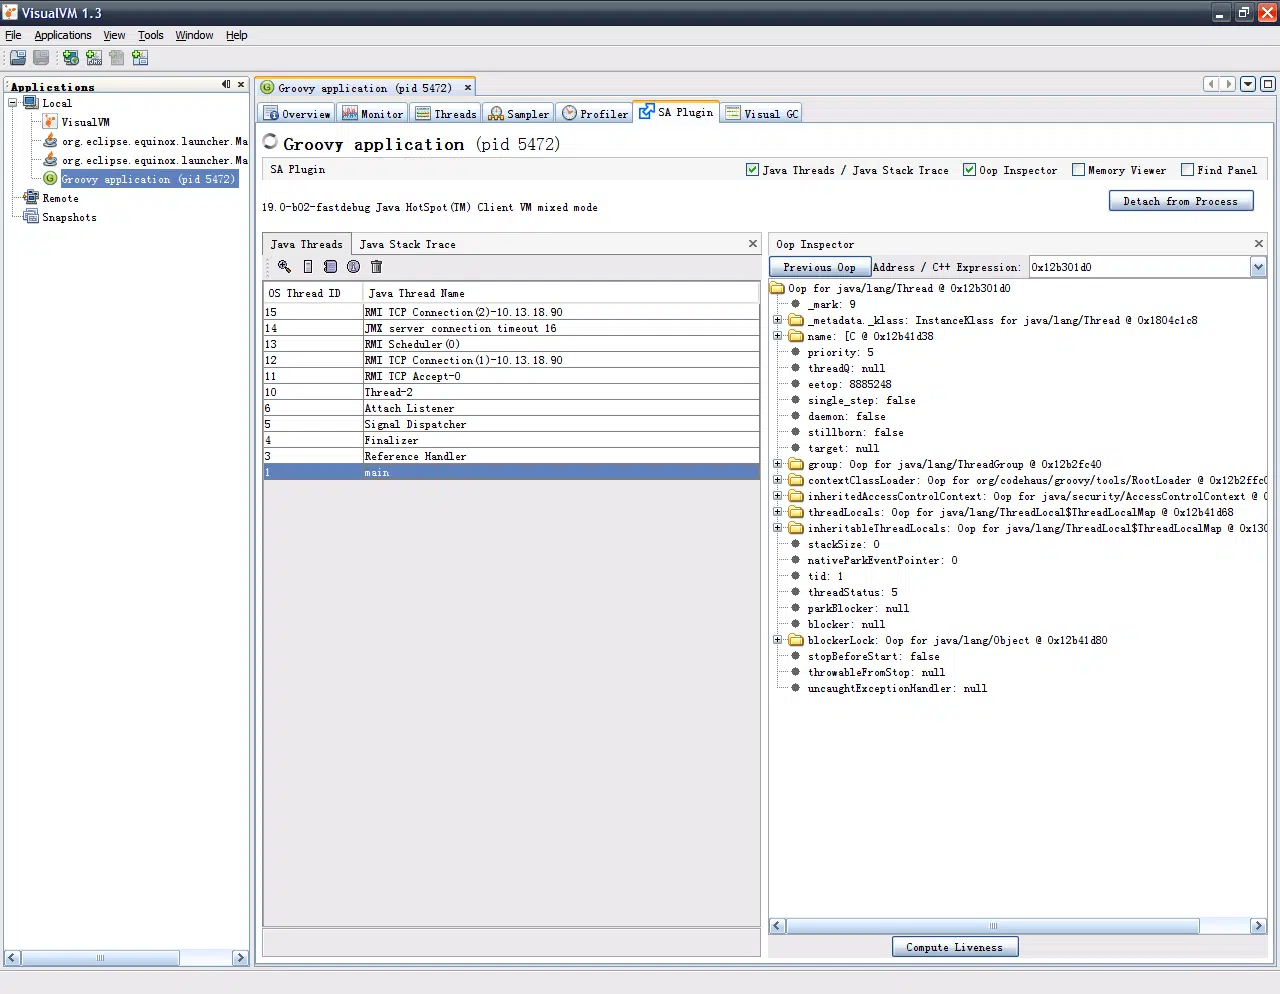 VisualVM 1.3
File Applications View Tools Window Help
Applications
Local
VisualVM
org.eclipse.equinox.launcher.Ma
org.eclipse.equinox.launcher.Ma
Groovy application (pid 5472)
Remote
Snapshots
Groovy application (pid 5472)
Overview Monitor Threads Sampler Profiler SA Plugin Visual GC
Groovy application (pid 5472)
SA Plugin Java Threads / Java Stack Trace Oop Inspector Memory Viewer Find Panel
19.0-b02-fastdebug Java HotSpot(TM) Client VM mixed mode
Detach from Process
Java Threads Java Stack Trace
OS Thread ID Java Thread Name
15 RMI TCP Connection(2)-10.13.18.90
14 JMX server connection timeout 16
13 RMI Scheduler(0)
12 RMI TCP Connection(1)-10.13.18.90
11 RMI TCP Accept-0
10 Thread-2
6 Attach Listener
5 Signal Dispatcher
4 Finalizer
3 Reference Handler
1 main
Oop Inspector
Previous Oop Address / C++ Expression: 0x12b301d0
Oop for java/lang/Thread @ 0x12b301d0
_mark: 9
_metadata._klass: InstanceKlass for java/lang/Thread @ 0x1804c1c8
name: [C @ 0x12b41d38
priority: 5
threadQ: null
eetop: 8885248
single_step: false
daemon: false
stillborn: false
target: null
group: Oop for java/lang/ThreadGroup @ 0x12b2fc40
contextClassLoader: Oop for org/codehaus/groovy/tools/RootLoader @ 0x12b2ffc0
inheritedAccessControlContext: Oop for java/security/AccessControlContext @ 0
threadLocals: Oop for java/lang/ThreadLocal$ThreadLocalMap @ 0x12b41d68
inheritableThreadLocals: Oop for java/lang/ThreadLocal$ThreadLocalMap @ 0x130
stackSize: 0
nativeParkEventPointer: 0
tid: 1
threadStatus: 5
parkBlocker: null
blocker: null
blockerLock: Oop for java/lang/Object @ 0x12b41d80
stopBeforeStart: false
throwableFromStop: null
uncaughtExceptionHandler: null
Compute Liveness